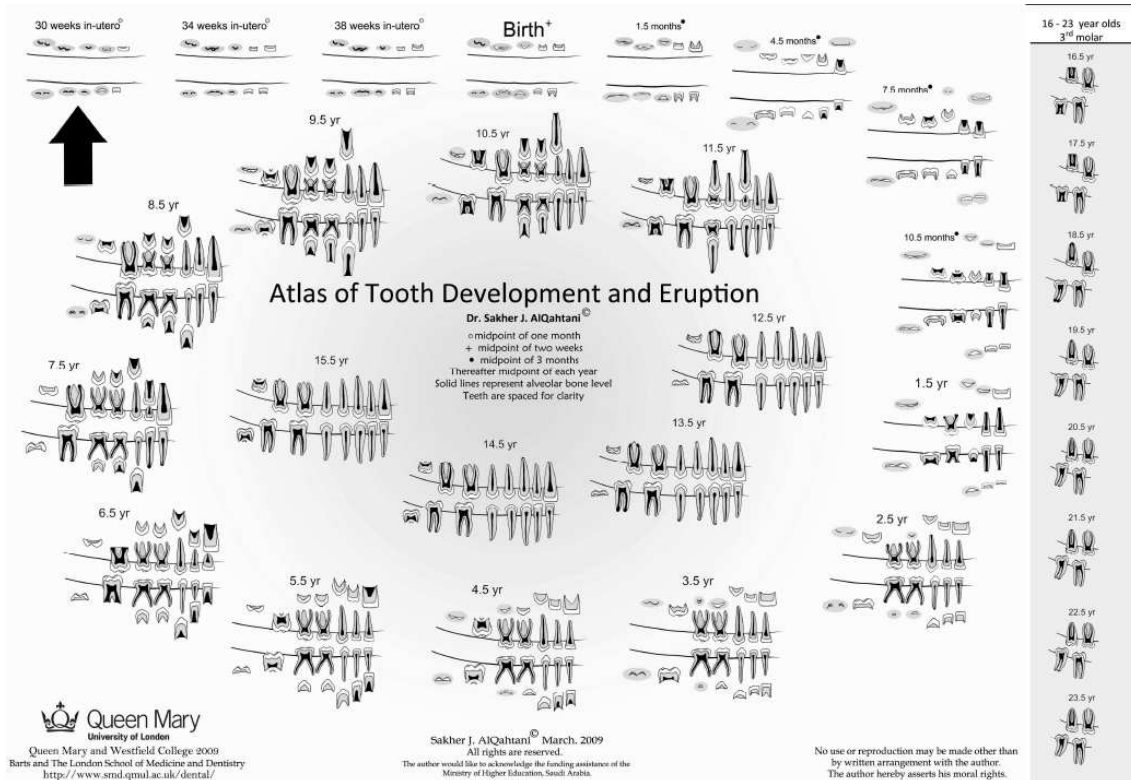 30 weeks in-utero○
34 weeks in-utero○
38 weeks in-utero○
Birth+
1.5 months●
4.5 months●
7.5 months●
10.5 months●
1.5 yr
2.5 yr
3.5 yr
4.5 yr
5.5 yr
6.5 yr
7.5 yr
8.5 yr
9.5 yr
10.5 yr
11.5 yr
12.5 yr
13.5 yr
14.5 yr
15.5 yr
Atlas of Tooth Development and Eruption
Dr. Sakher J. AlQahtani©
○ midpoint of one month
+ midpoint of two weeks
● midpoint of 3 months
Thereafter midpoint of each year
Solid lines represent alveolar bone level
Teeth are spaced for clarity
16 - 23 year olds
3rd molar
16.5 yr
17.5 yr
18.5 yr
19.5 yr
20.5 yr
21.5 yr
22.5 yr
23.5 yr
Queen Mary
University of London
Queen Mary and Westfield College 2009
Barts and The London School of Medicine and Dentistry
http://www.smd.qmul.ac.uk/dental/
Sakher J. AlQahtani© March, 2009
All rights are reserved.
The author would like to acknowledge the funding assistance of the
Ministry of Higher Education, Saudi Arabia.
No use or reproduction may be made other than
by written arrangement with the author.
The author hereby asserts his moral rights.